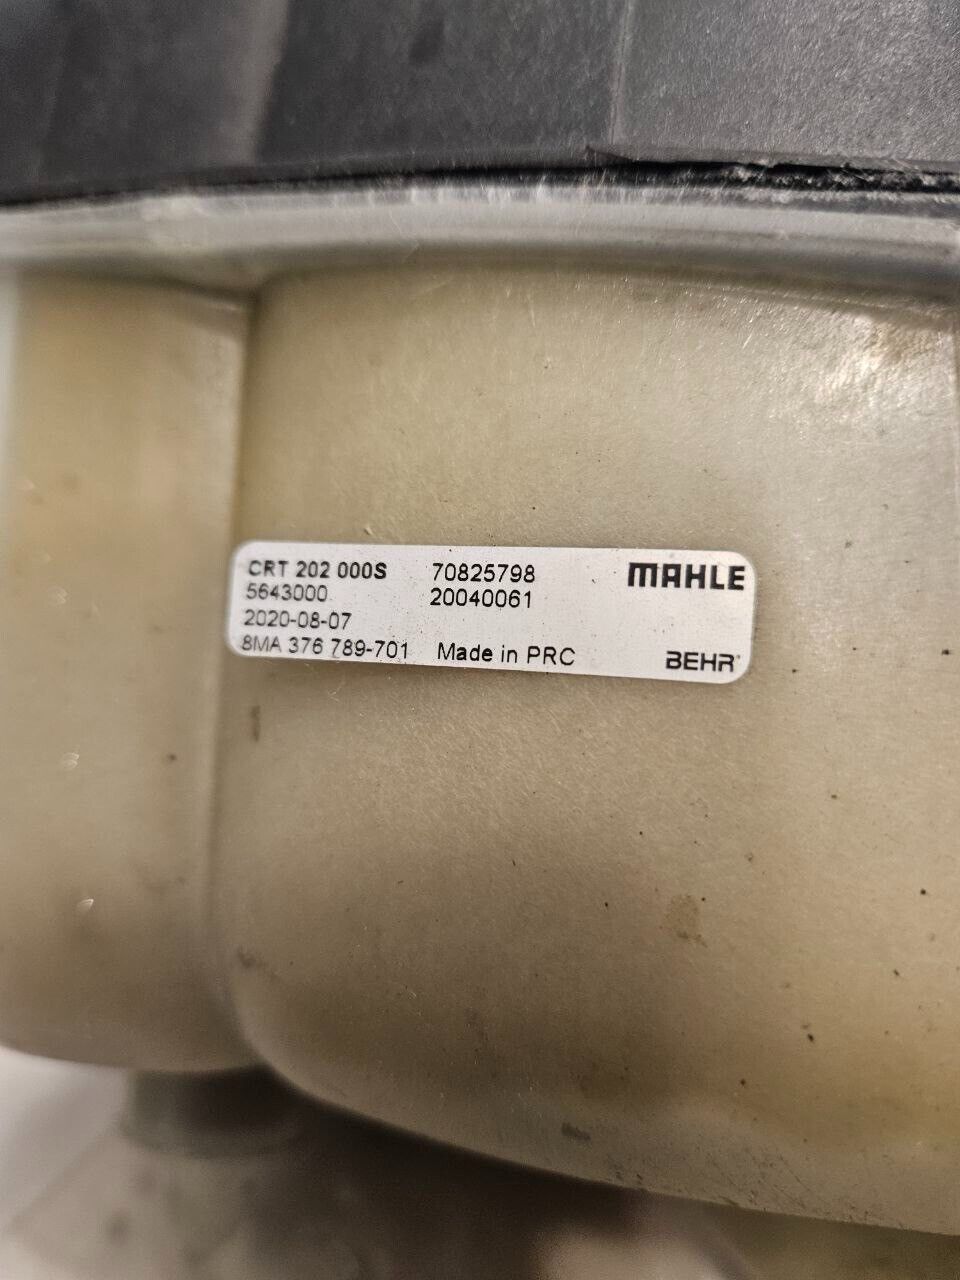 CRT 202 000S 70825798 MAHLE
5643000 20040061
2020-08-07
8MA 376 789-701 Made in PRC BEHR